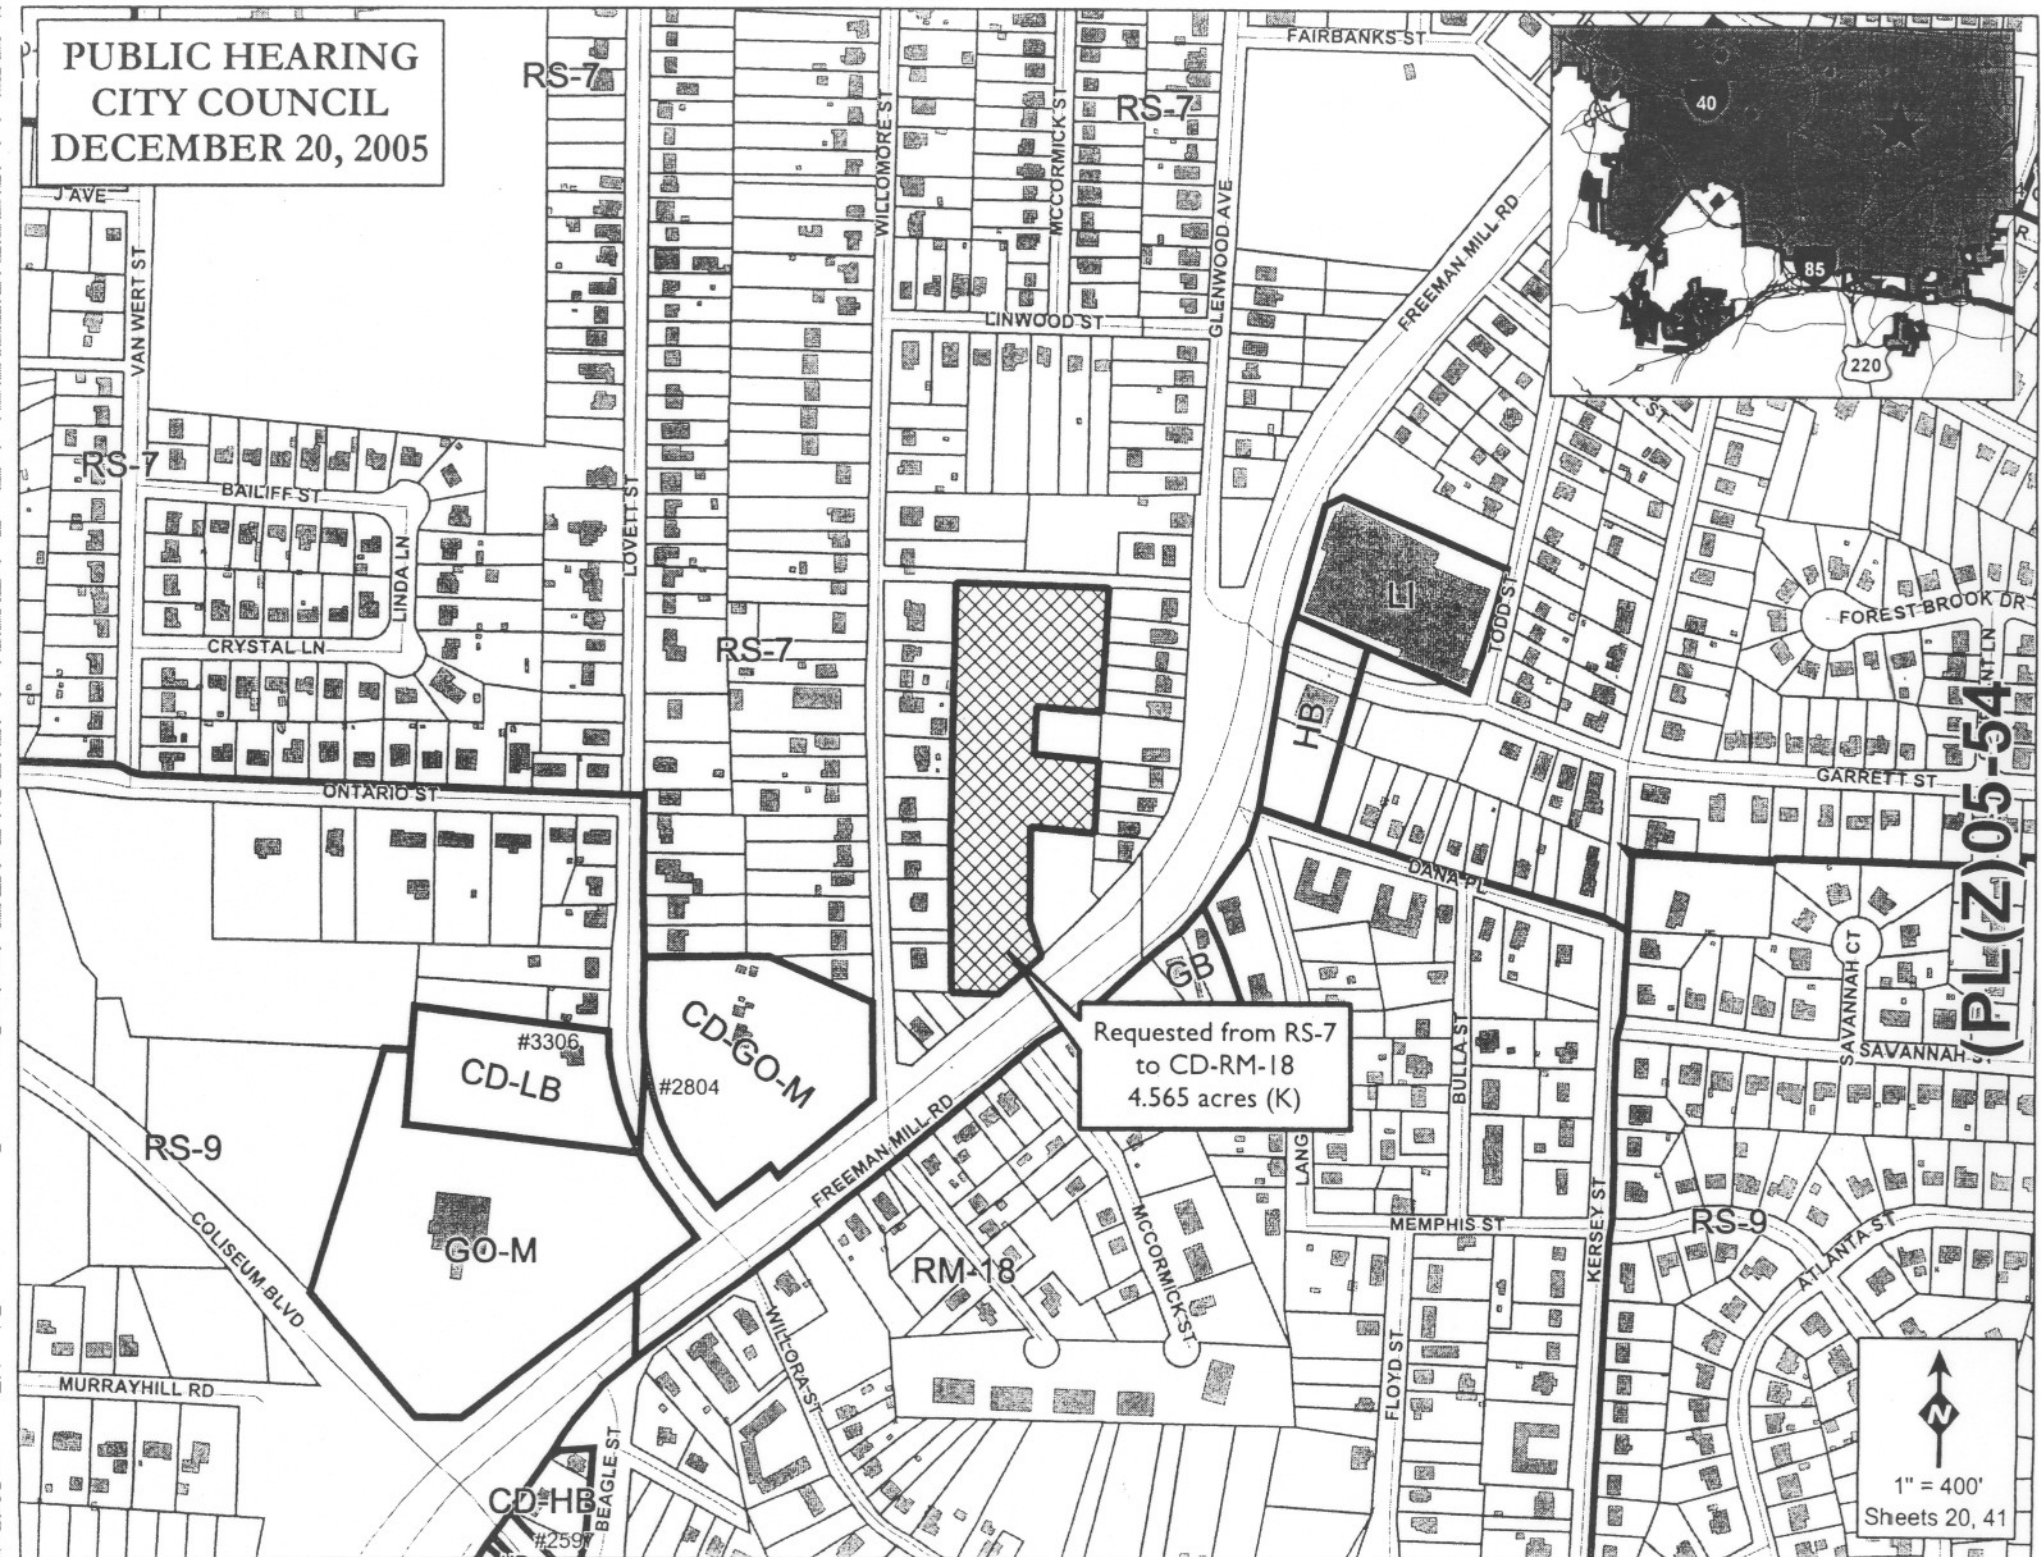 PUBLIC HEARING
CITY COUNCIL
DECEMBER 20, 2005
RS-7
RS-7
FAIRBANKS ST
40
85
220
J AVE
VAN WERT ST
WILLOMORE ST
MCCORMICK ST
GLENWOOD AVE
FREEMAN MILL RD
LINWOOD ST
RS-7
BAILIFF ST
LINDA LN
LOVETT ST
CRYSTAL LN
RS-7
LI
TODD ST
FOREST BROOK DR
HB
ONTARIO ST
GARRETT ST
DANA PL
(PL(Z)05-54
GB
SAVANNAH CT
SAVANNAH
Requested from RS-7
to CD-RM-18
4.565 acres (K)
#3306
CD-LB
#2804
CD-GO-M
BULLA ST
RS-9
FREEMAN MILL RD
LANG
COLISEUM BLVD
GO-M
MEMPHIS ST
KERSEY ST
RS-9
ATLANTA ST
RM-18
MCCORMICK ST
WILLORA ST
FLOYD ST
MURRAYHILL RD
BEAGLE ST
CD-HB
#2597
N
1" = 400'
Sheets 20, 41